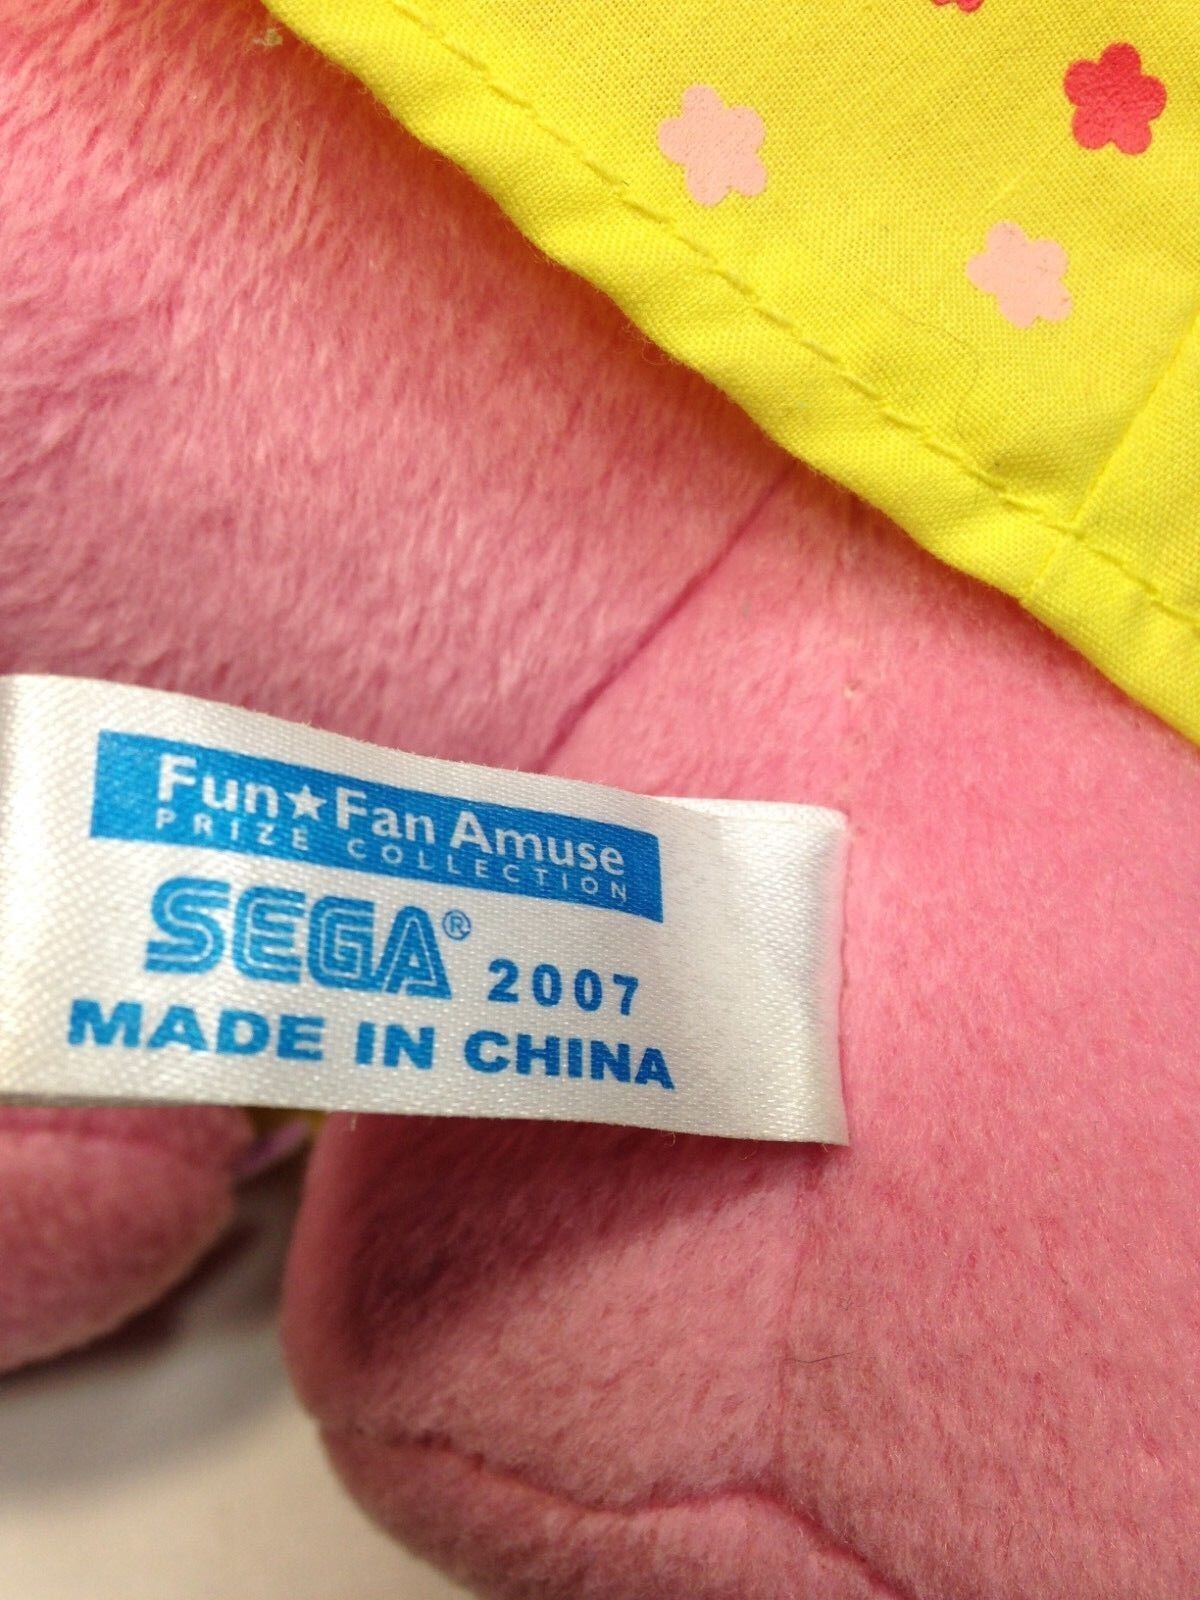 Fun★Fan Amuse
PRIZE COLLECTION
SEGA® 2007
MADE IN CHINA